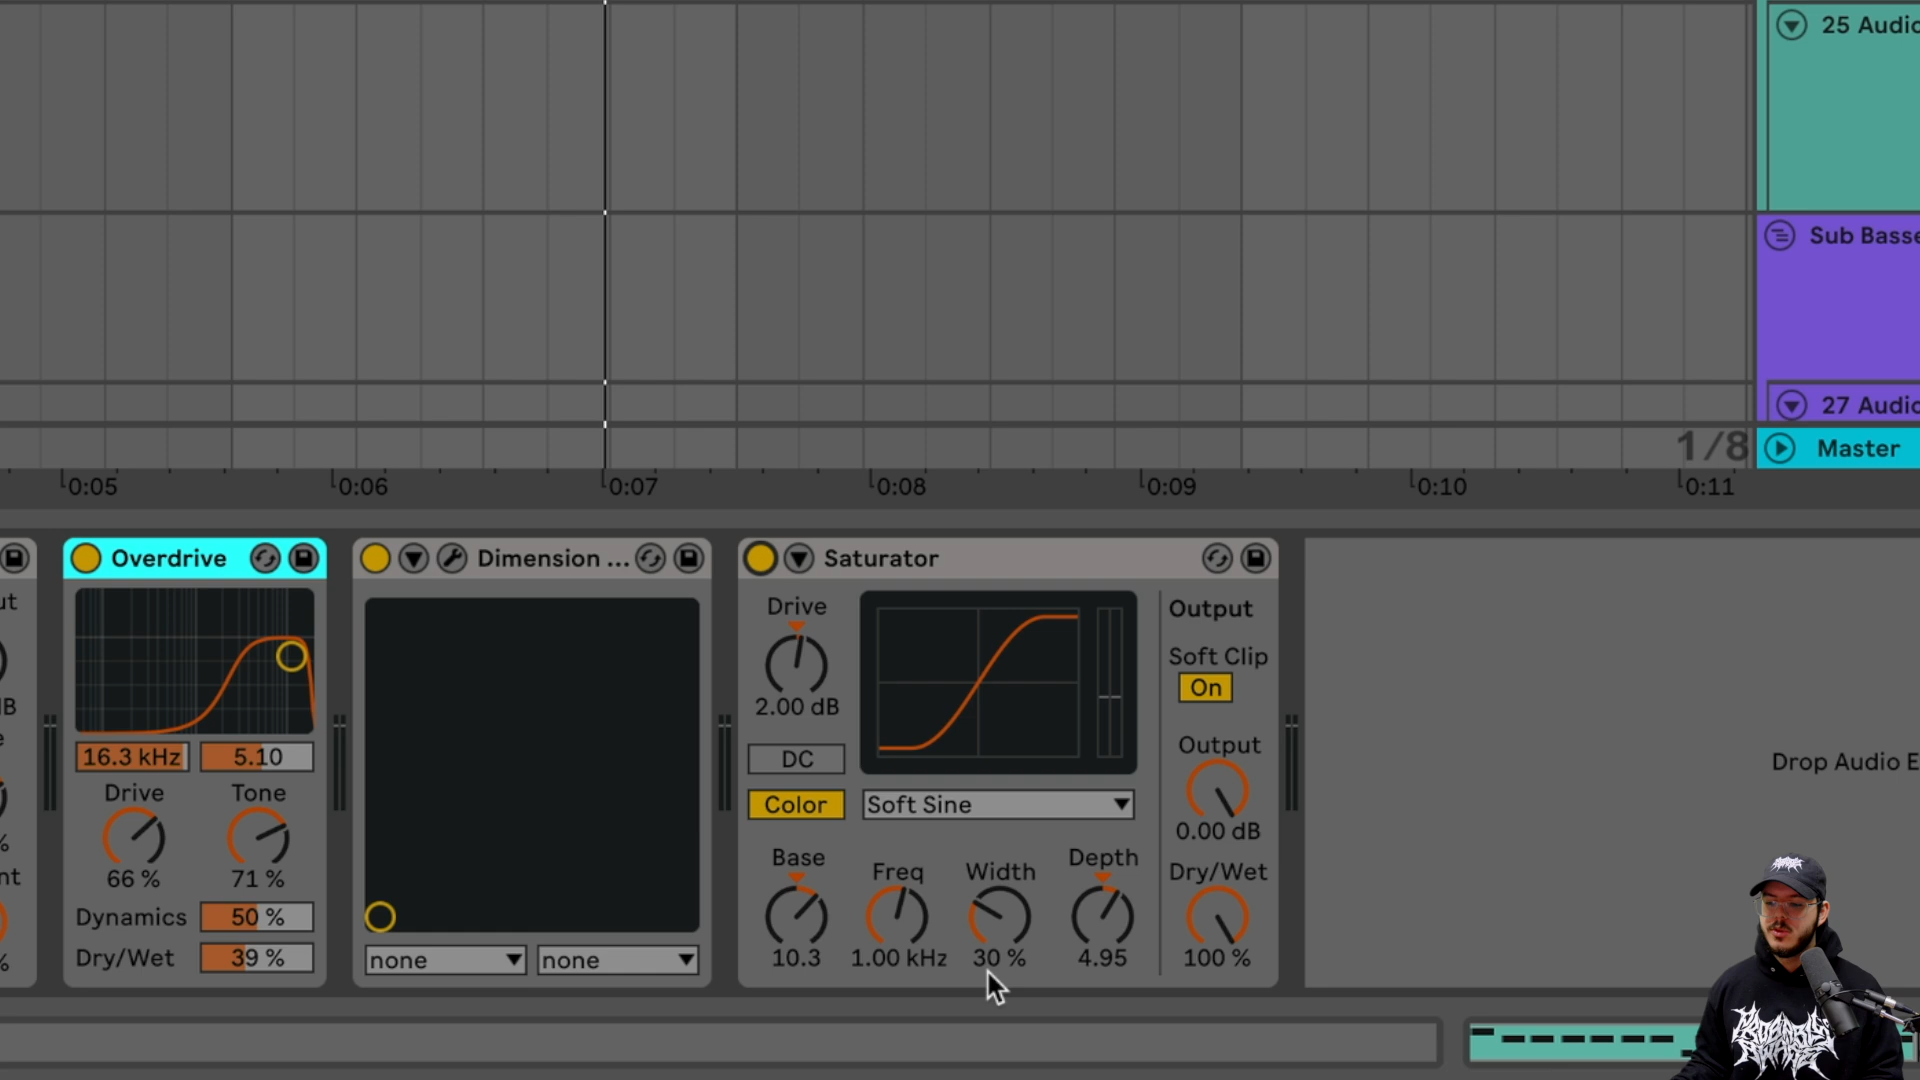 25 Audio
Sub Basse
27 Audio
1/8
Master
0:05
0:06
0:07
0:08
0:09
0:10
0:11
Overdrive
16.3 kHz
5.10
Drive
Tone
66 %
71 %
Dynamics
50 %
Dry/Wet
39 %
Dimension ...
none
none
Saturator
Drive
2.00 dB
DC
Color
Soft Sine
Base
Freq
Width
Depth
10.3
1.00 kHz
30 %
4.95
Output
Soft Clip
On
Output
0.00 dB
Dry/Wet
100 %
Drop Audio E